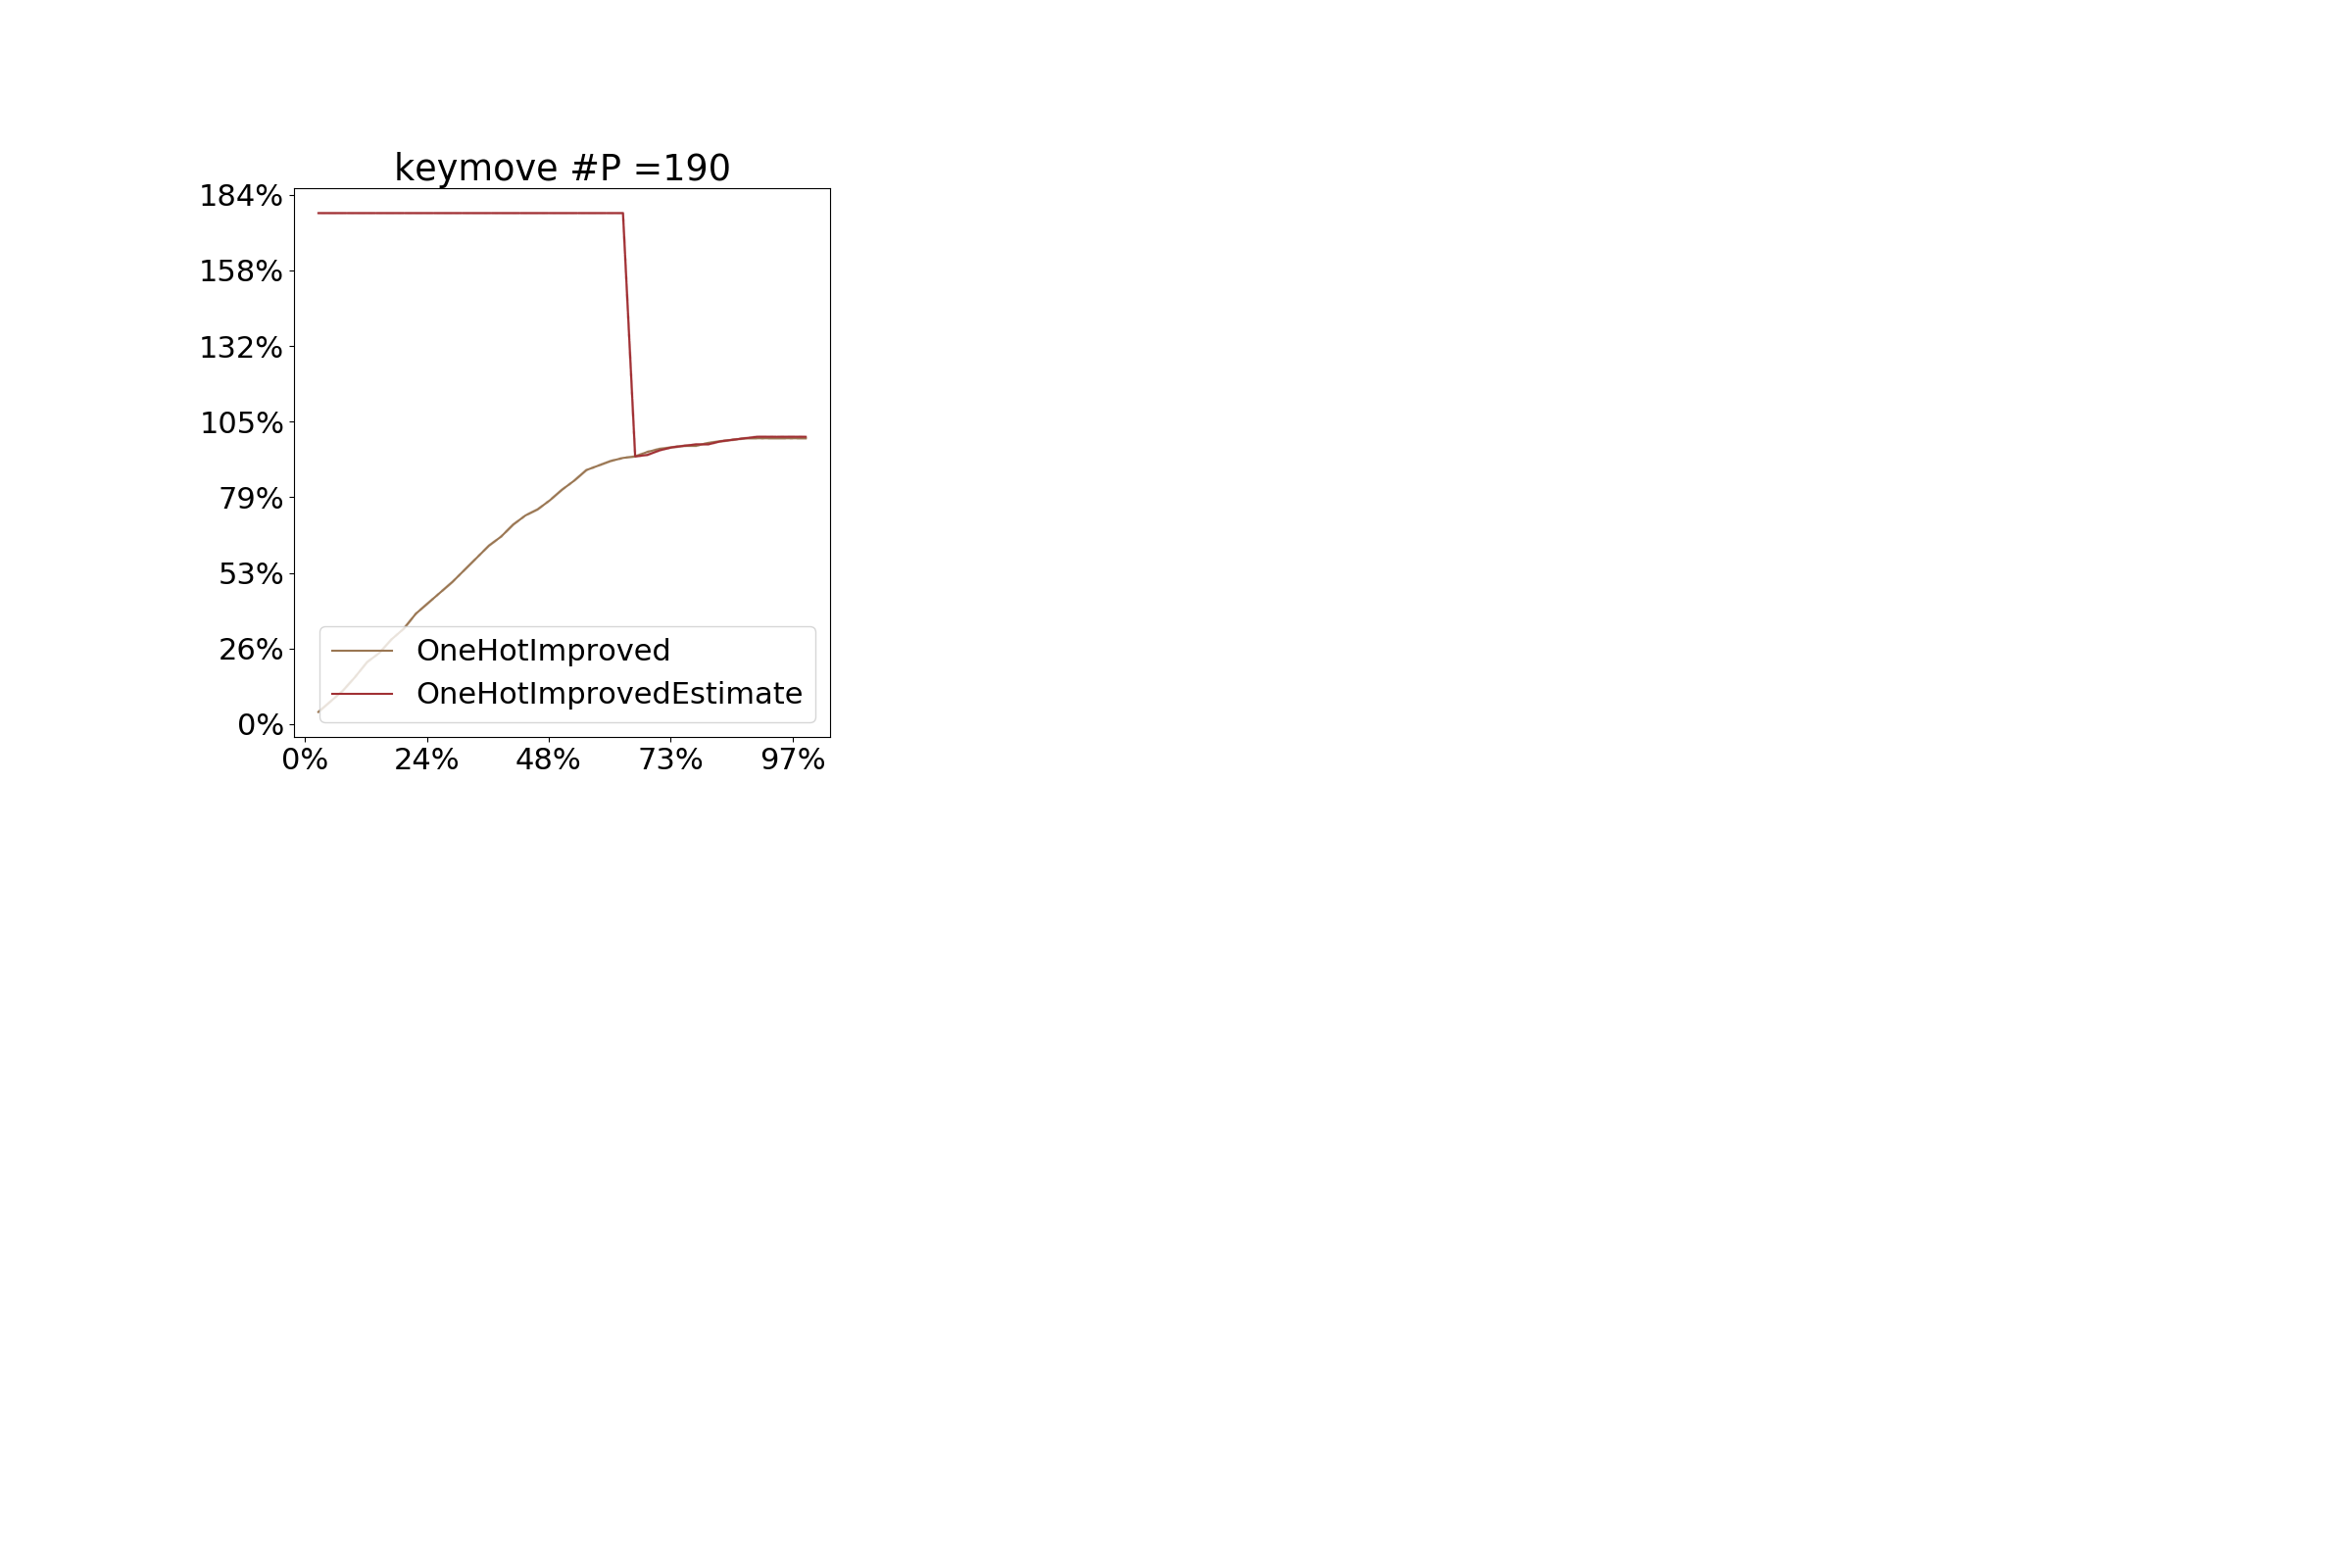 keymove #P =190
184%
158%
132%
105%
79%
53%
26%
0%
OneHotImproved
OneHotImprovedEstimate
0% 24% 48% 73% 97%